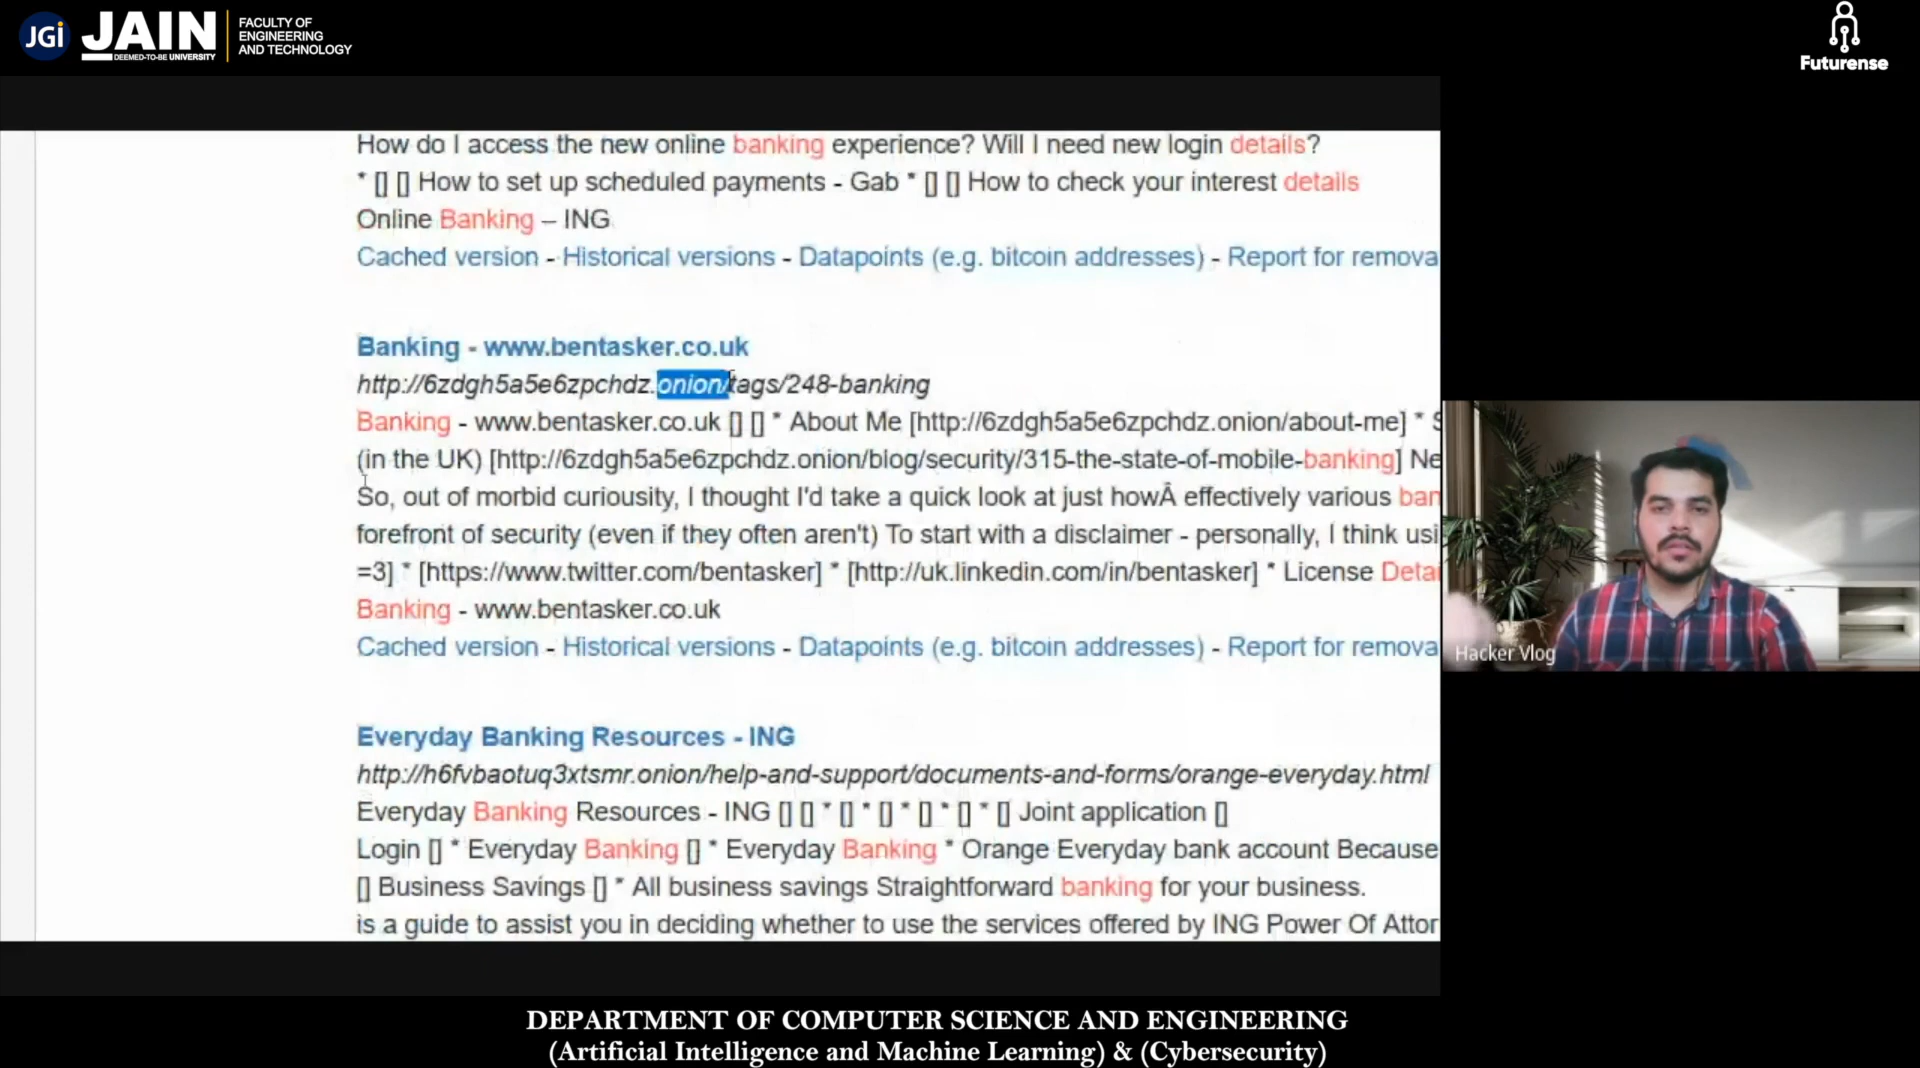 JGi JAIN FACULTY OF
DEEMED-TO-BE UNIVERSITY ENGINEERING
AND TECHNOLOGY
Futurense
How do I access the new online banking experience? Will I need new login details?
* [] [] How to set up scheduled payments - Gab * [] [] How to check your interest details
Online Banking – ING
Cached version - Historical versions - Datapoints (e.g. bitcoin addresses) - Report for remova
Banking - www.bentasker.co.uk
http://6zdgh5a5e6zpchdz.onion/tags/248-banking
Banking - www.bentasker.co.uk [] [] * About Me [http://6zdgh5a5e6zpchdz.onion/about-me] * S
(in the UK) [http://6zdgh5a5e6zpchdz.onion/blog/security/315-the-state-of-mobile-banking] Ne
So, out of morbid curiousity, I thought I'd take a quick look at just howÂ effectively various ban
forefront of security (even if they often aren't) To start with a disclaimer - personally, I think usi
=3] * [https://www.twitter.com/bentasker] * [http://uk.linkedin.com/in/bentasker] * License Detai
Banking - www.bentasker.co.uk
Cached version - Historical versions - Datapoints (e.g. bitcoin addresses) - Report for remova
Hacker Vlog
Everyday Banking Resources - ING
http://h6fvbaotuq3xtsmr.onion/help-and-support/documents-and-forms/orange-everyday.html
Everyday Banking Resources - ING [] [] * [] * [] * [] * [] * [] Joint application []
Login [] * Everyday Banking [] * Everyday Banking * Orange Everyday bank account Because
[] Business Savings [] * All business savings Straightforward banking for your business.
is a guide to assist you in deciding whether to use the services offered by ING Power Of Attor
DEPARTMENT OF COMPUTER SCIENCE AND ENGINEERING
(Artificial Intelligence and Machine Learning) & (Cybersecurity)